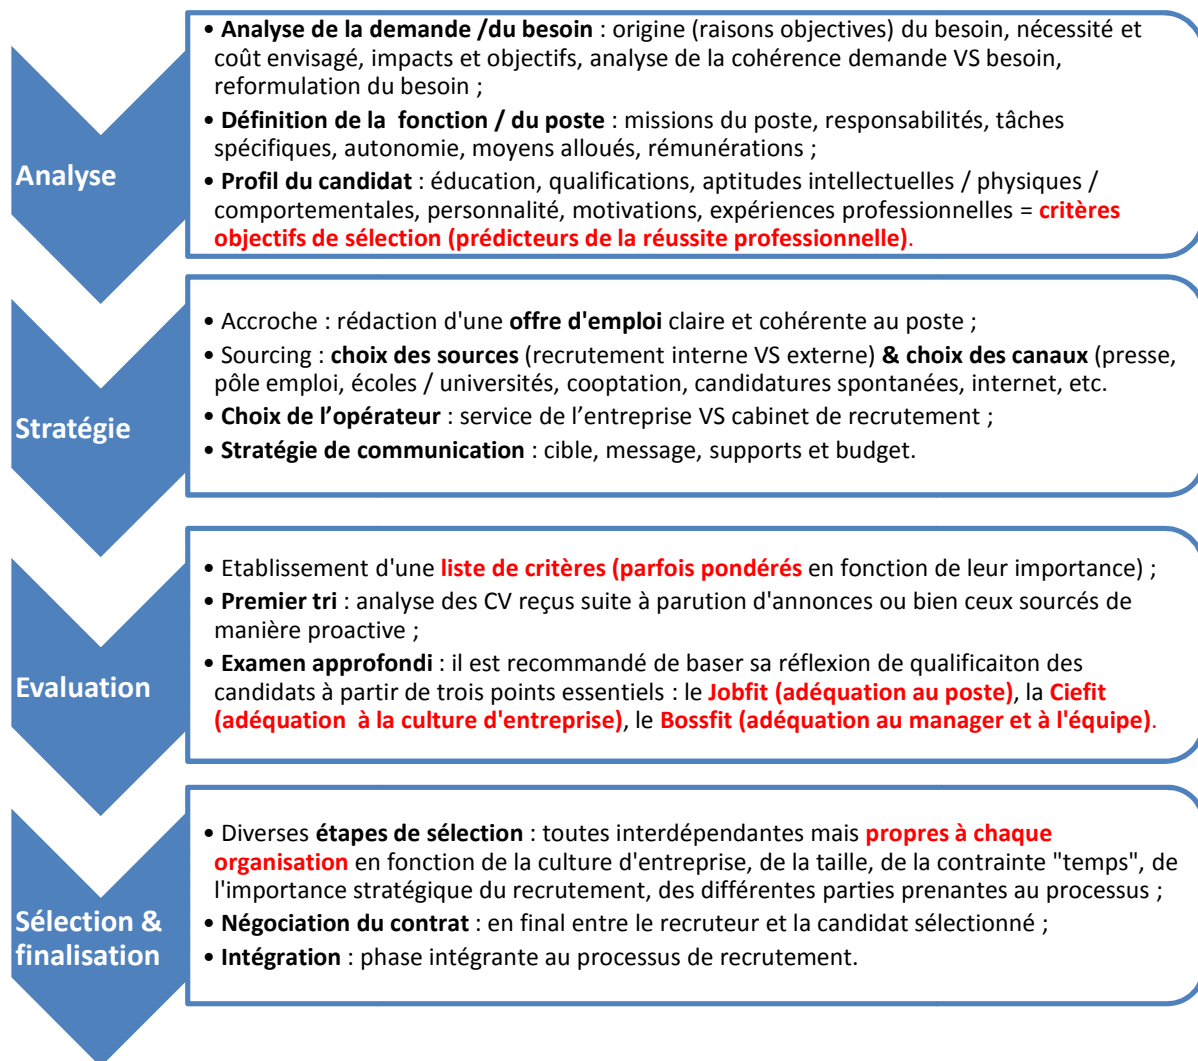 Analyse
• Analyse de la demande /du besoin : origine (raisons objectives) du besoin, nécessité et
coût envisagé, impacts et objectifs, analyse de la cohérence demande VS besoin,
reformulation du besoin ;
• Définition de la fonction / du poste : missions du poste, responsabilités, tâches
spécifiques, autonomie, moyens alloués, rémunérations ;
• Profil du candidat : éducation, qualifications, aptitudes intellectuelles / physiques /
comportementales, personnalité, motivations, expériences professionnelles = critères
objectifs de sélection (prédicteurs de la réussite professionnelle).
Stratégie
• Accroche : rédaction d'une offre d'emploi claire et cohérente au poste ;
• Sourcing : choix des sources (recrutement interne VS externe) & choix des canaux (presse,
pôle emploi, écoles / universités, cooptation, candidatures spontanées, internet, etc.
• Choix de l’opérateur : service de l’entreprise VS cabinet de recrutement ;
• Stratégie de communication : cible, message, supports et budget.
Evaluation
• Etablissement d'une liste de critères (parfois pondérés en fonction de leur importance) ;
• Premier tri : analyse des CV reçus suite à parution d'annonces ou bien ceux sourcés de
manière proactive ;
• Examen approfondi : il est recommandé de baser sa réflexion de qualificaiton des
candidats à partir de trois points essentiels : le Jobfit (adéquation au poste), la Ciefit
(adéquation à la culture d'entreprise), le Bossfit (adéquation au manager et à l'équipe).
Sélection &
finalisation
• Diverses étapes de sélection : toutes interdépendantes mais propres à chaque
organisation en fonction de la culture d'entreprise, de la taille, de la contrainte "temps", de
l'importance stratégique du recrutement, des différentes parties prenantes au processus ;
• Négociation du contrat : en final entre le recruteur et la candidat sélectionné ;
• Intégration : phase intégrante au processus de recrutement.